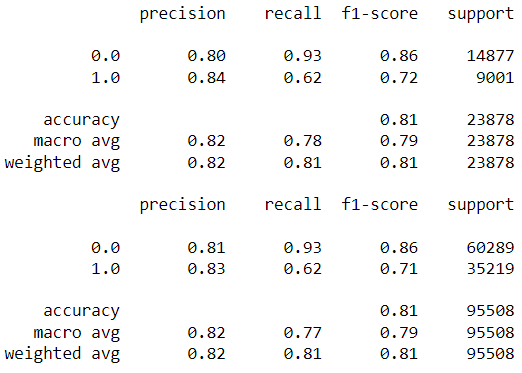 precision recall f1-score support
0.0 0.80 0.93 0.86 14877
1.0 0.84 0.62 0.72 9001
accuracy 0.81 23878
macro avg 0.82 0.78 0.79 23878
weighted avg 0.82 0.81 0.81 23878
precision recall f1-score support
0.0 0.81 0.93 0.86 60289
1.0 0.83 0.62 0.71 35219
accuracy 0.81 95508
macro avg 0.82 0.77 0.79 95508
weighted avg 0.82 0.81 0.81 95508